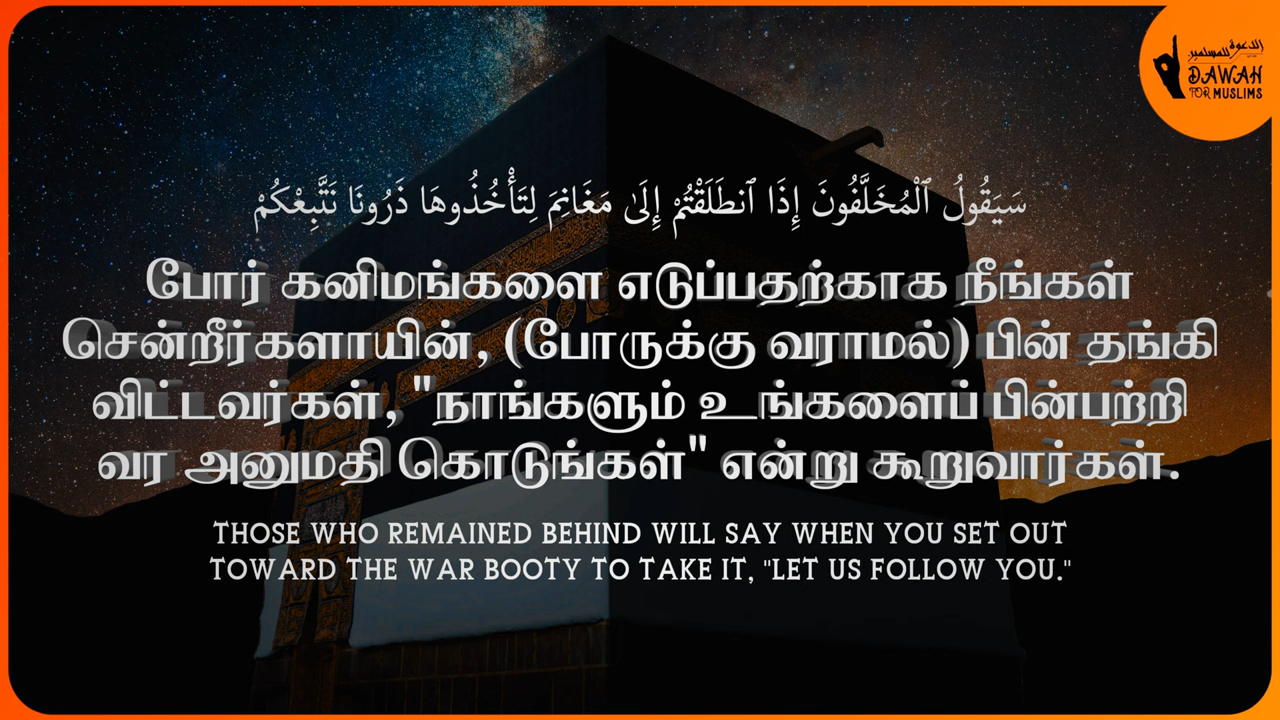 الدعوة للمسلمين
DAWAH
FOR MUSLIMS
سَيَقُولُ ٱلْمُخَلَّفُونَ إِذَا ٱنطَلَقْتُمْ إِلَىٰ مَغَانِمَ لِتَأْخُذُوهَا ذَرُونَا نَتَّبِعْكُمْ
போர் கனிமங்களை எடுப்பதற்காக நீங்கள்
சென்றீர்களாயின், (போருக்கு வராமல்) பின் தங்கி
விட்டவர்கள், "நாங்களும் உங்களைப் பின்பற்றி
வர அனுமதி கொடுங்கள்" என்று கூறுவார்கள்.
THOSE WHO REMAINED BEHIND WILL SAY WHEN YOU SET OUT
TOWARD THE WAR BOOTY TO TAKE IT, "LET US FOLLOW YOU."